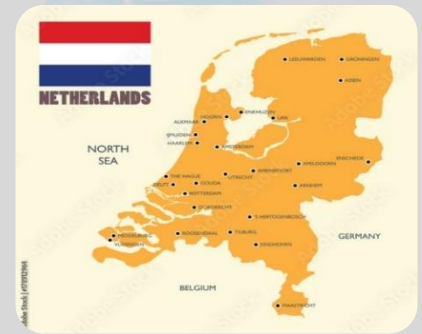 NETHERLANDS
LEEUWARDEN
GRONINGEN
ASSEN
ENKHUIZEN
HOORN
URK
ALKMAAR
IJMUIDEN
HAARLEM
AMSTERDAM
NORTH
SEA
ENSCHEDE
APELDOORN
AMERSFOORT
THE HAGUE
UTRECHT
DELFT
GOUDA
ARNHEM
ROTTERDAM
DORDRECHT
'S HERTOGENBOSCH
MIDDELBURG
ROOSENDAAL
TILBURG
GERMANY
VLISSINGEN
EINDHOVEN
BELGIUM
MAASTRICHT